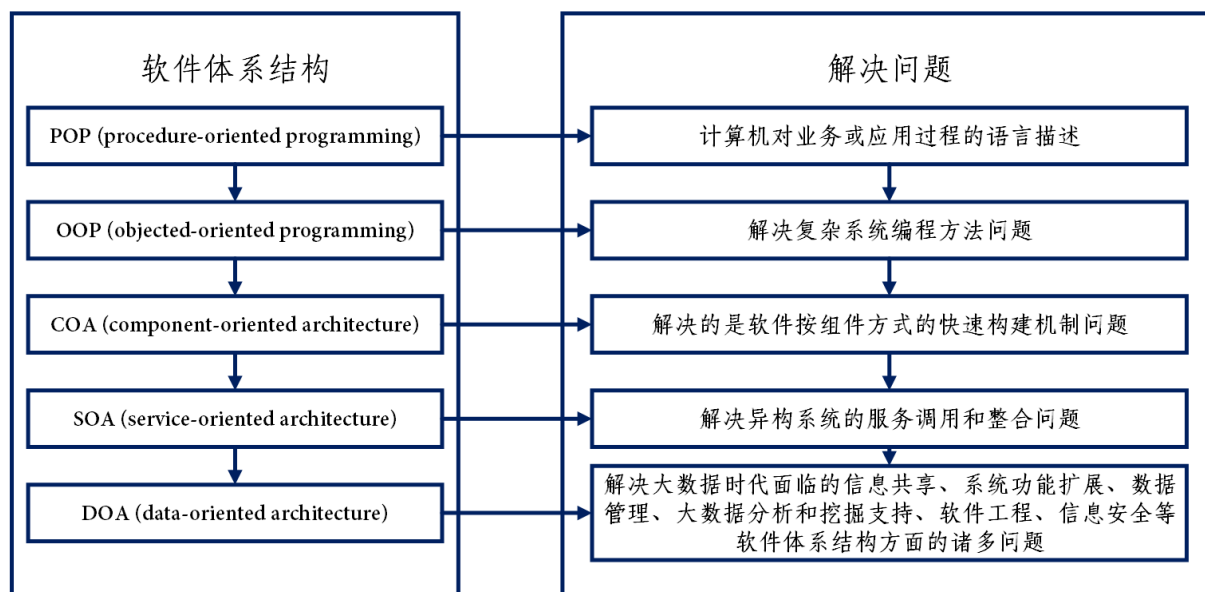 软件体系结构
解决问题
POP (procedure-oriented programming)
计算机对业务或应用过程的语言描述
OOP (objected-oriented programming)
解决复杂系统编程方法问题
COA (component-oriented architecture)
解决的是软件按组件方式的快速构建机制问题
SOA (service-oriented architecture)
解决异构系统的服务调用和整合问题
DOA (data-oriented architecture)
解决大数据时代面临的信息共享、系统功能扩展、数据
管理、大数据分析和挖掘支持、软件工程、信息安全等
软件体系结构方面的诸多问题